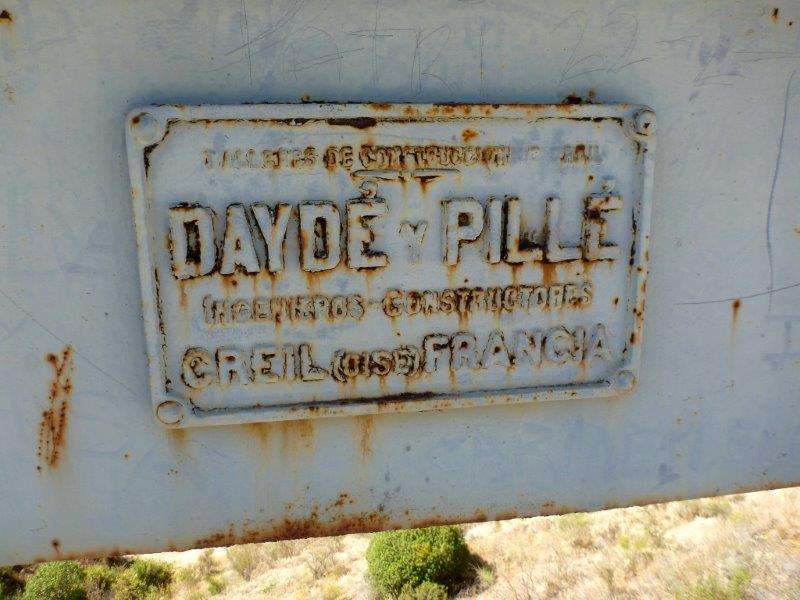 TALLERES DE CONSTRUCCION DE CREIL
DAYDÉ Y PILLÉ
INGENIEROS CONSTRUCTORES
CREIL (OISE) FRANCIA